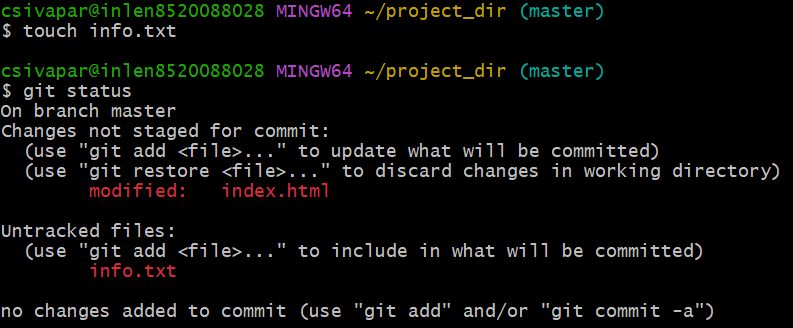 csivapar@inlen8520088028 MINGW64 ~/project_dir (master)
$ touch info.txt
csivapar@inlen8520088028 MINGW64 ~/project_dir (master)
$ git status
On branch master
Changes not staged for commit:
  (use "git add <file>..." to update what will be committed)
  (use "git restore <file>..." to discard changes in working directory)
        modified:   index.html
Untracked files:
  (use "git add <file>..." to include in what will be committed)
        info.txt
no changes added to commit (use "git add" and/or "git commit -a")